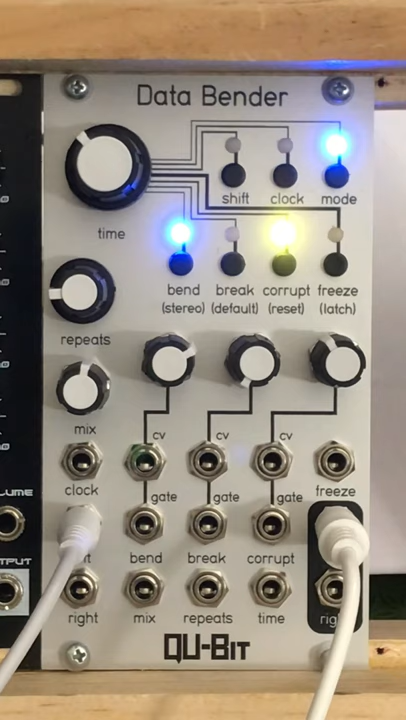 Data Bender
shift clock mode
time
bend break corrupt freeze
(stereo) (default) (reset) (latch)
repeats
mix
cv cv cv
clock freeze
gate gate gate
bend break corrupt
right mix repeats time
QU-BIT